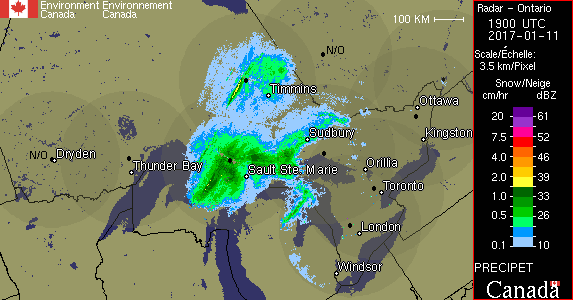 Environment Environnement
Canada Canada
100 KM
N/O
Timmins
Ottawa
Sudbury
Kingston
N/O Dryden
Thunder Bay
Sault Ste-Marie
Orillia
Toronto
London
Windsor
Radar - Ontario
1900 UTC
2017-01-11
Scale/Échelle:
3.5 km/Pixel
Snow/Neige
cm/hr dBZ
20 61
7.5 52
4.0 46
2.0 39
1.0 33
0.5 26
0.1 10
PRECIPET
Canada